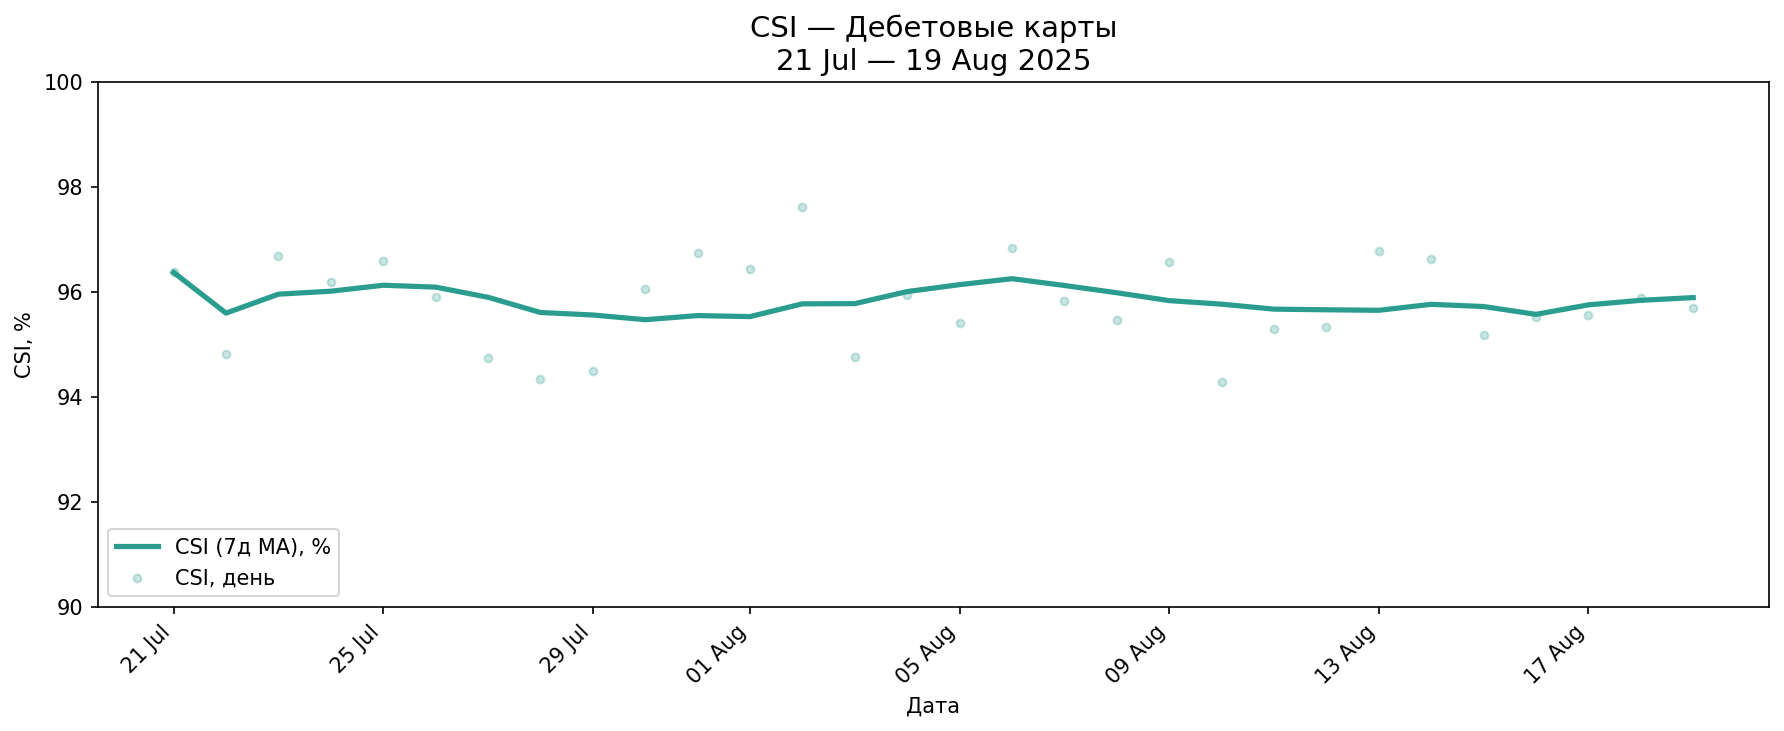 CSI — Дебетовые карты
21 Jul — 19 Aug 2025
CSI, %
100
98
96
94
92
90
CSI (7д MA), %
CSI, день
21 Jul
25 Jul
29 Jul
01 Aug
05 Aug
09 Aug
13 Aug
17 Aug
Дата